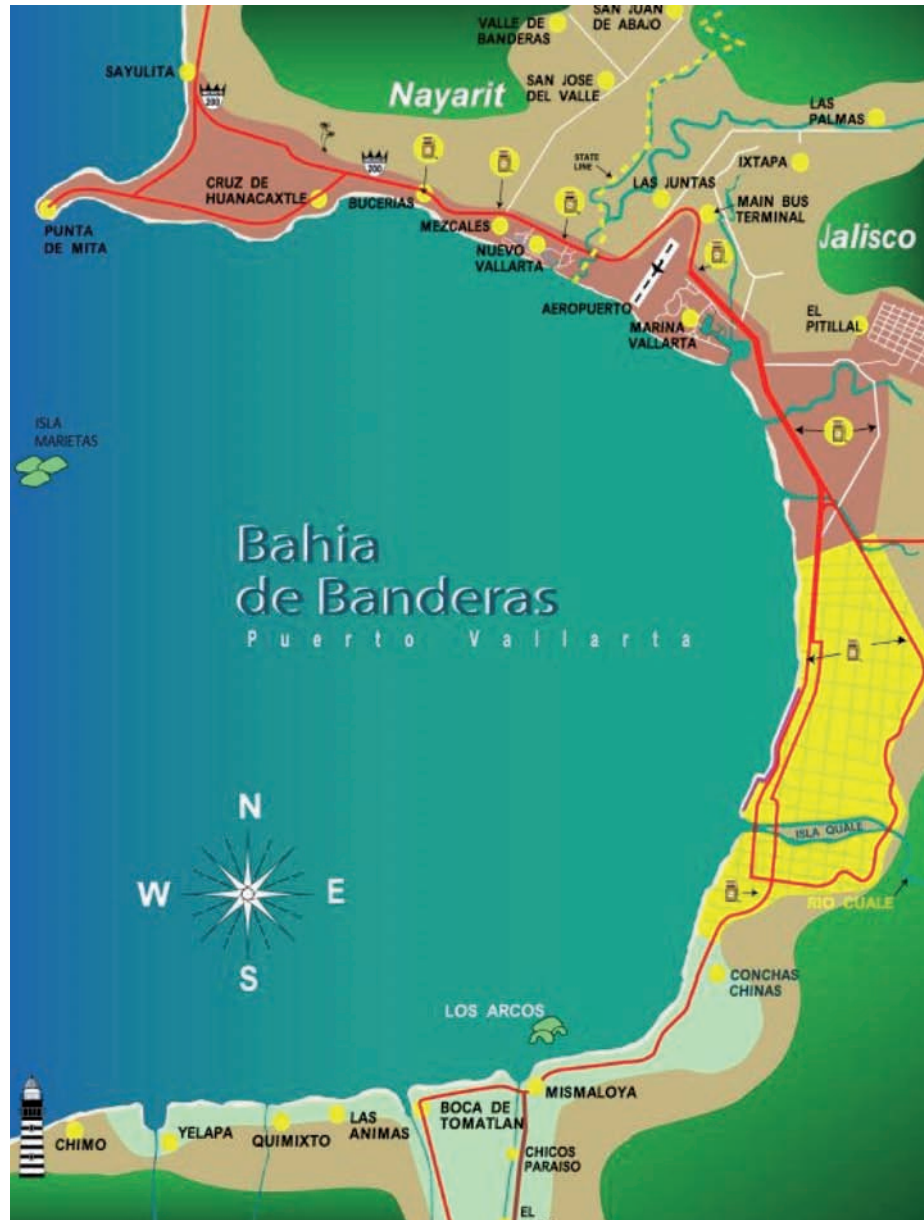 SAN JUAN
DE ABAJO
VALLE DE
BANDERAS
SAYULITA
Nayarit
SAN JOSE
DEL VALLE
200
LAS
PALMAS
STATE
LINE
IXTAPA
200
CRUZ DE
HUANACAXTLE
BUCERIAS
LAS JUNTAS
MAIN BUS
TERMINAL
PUNTA
DE MITA
MEZCALES
NUEVO
VALLARTA
Jalisco
AEROPUERTO
MARINA
VALLARTA
EL
PITILLAL
ISLA
MARIETAS
Bahia
de Banderas
Puerto Vallarta
N
W E
S
ISLA QUALE
RIO CUALE
CONCHAS
CHINAS
LOS ARCOS
MISMALOYA
BOCA DE
TOMATLAN
LAS
ANIMAS
QUIMIXTO
YELAPA
CHIMO
CHICOS
PARAISO
EL